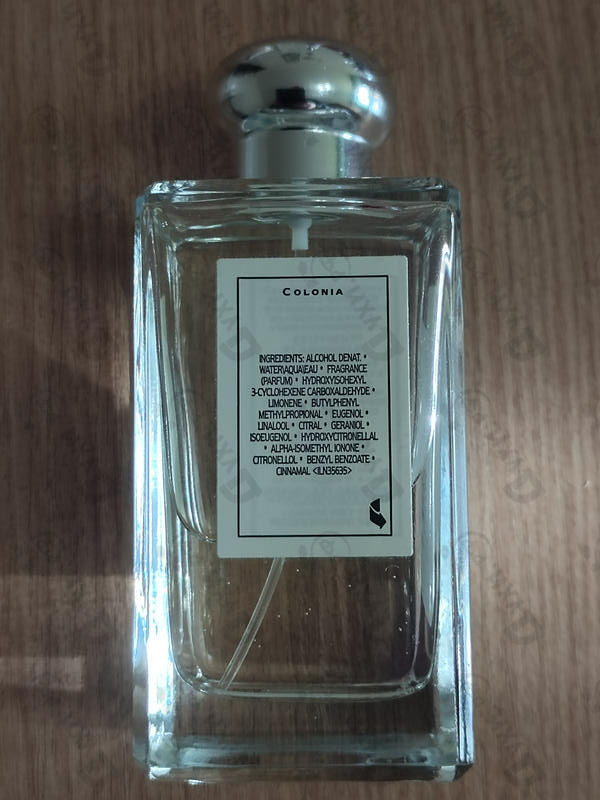 COLONIA
INGREDIENTS: ALCOHOL DENAT. •
WATER\AQUA\EAU • FRAGRANCE
(PARFUM) • HYDROXYISOHEXYL
3-CYCLOHEXENE CARBOXALDEHYDE •
LIMONENE • BUTYLPHENYL
METHYLPROPIONAL • EUGENOL •
LINALOOL • CITRAL • GERANIOL •
ISOEUGENOL • HYDROXYCITRONELLAL
• ALPHA-ISOMETHYL IONONE •
CITRONELLOL • BENZYL BENZOATE •
CINNAMAL <ILN35635>